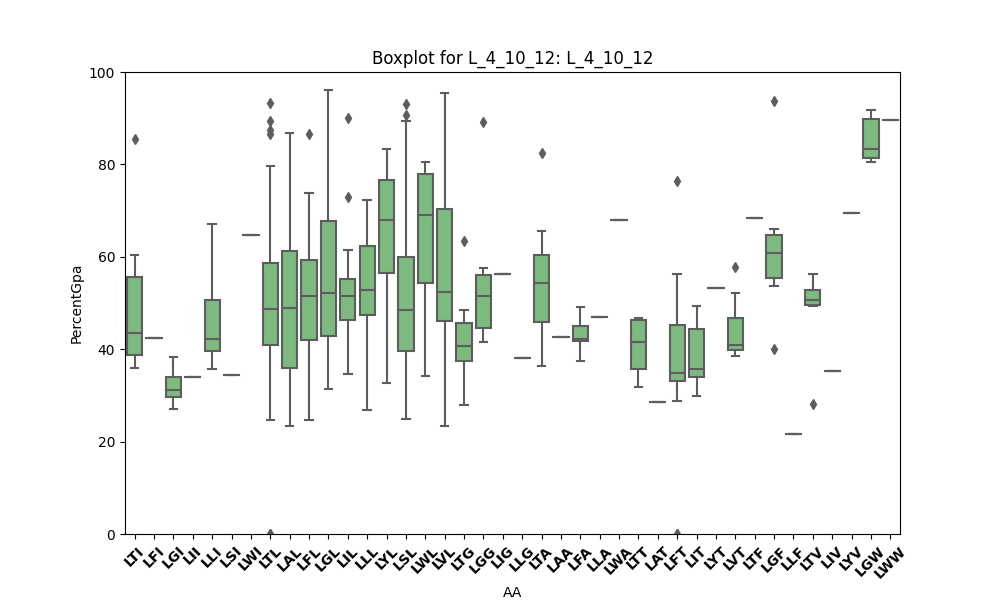 Boxplot for L_4_10_12: L_4_10_12
100
80
60
40
20
0
PercentGpa
LTI LFI LGI LII LLI LSI LWI LTL LAL LFL LGL LIL LLL LYL LSL LWL LVL LTG LGG LIG LLG LTA LAA LFA LLA LWA LTT LAT LFT LIT LYT LVT LTF LGF LLF LTV LIV LYV LGW LWW
AA